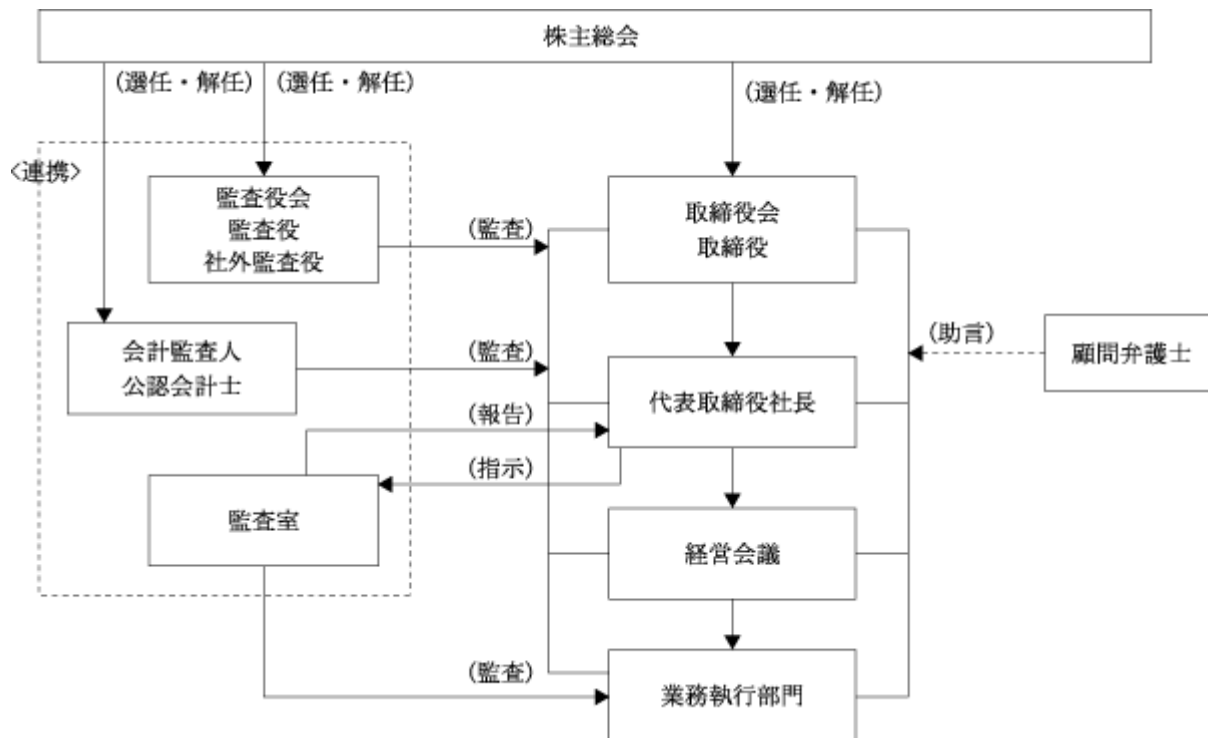 株主総会
(選任・解任)
(選任・解任)
(選任・解任)
<連携>
監査役会
監査役
社外監査役
(監査)
取締役会
取締役
会計監査人
公認会計士
(監査)
(助言)
顧問弁護士
代表取締役社長
(報告)
(指示)
監査室
経営会議
(監査)
業務執行部門